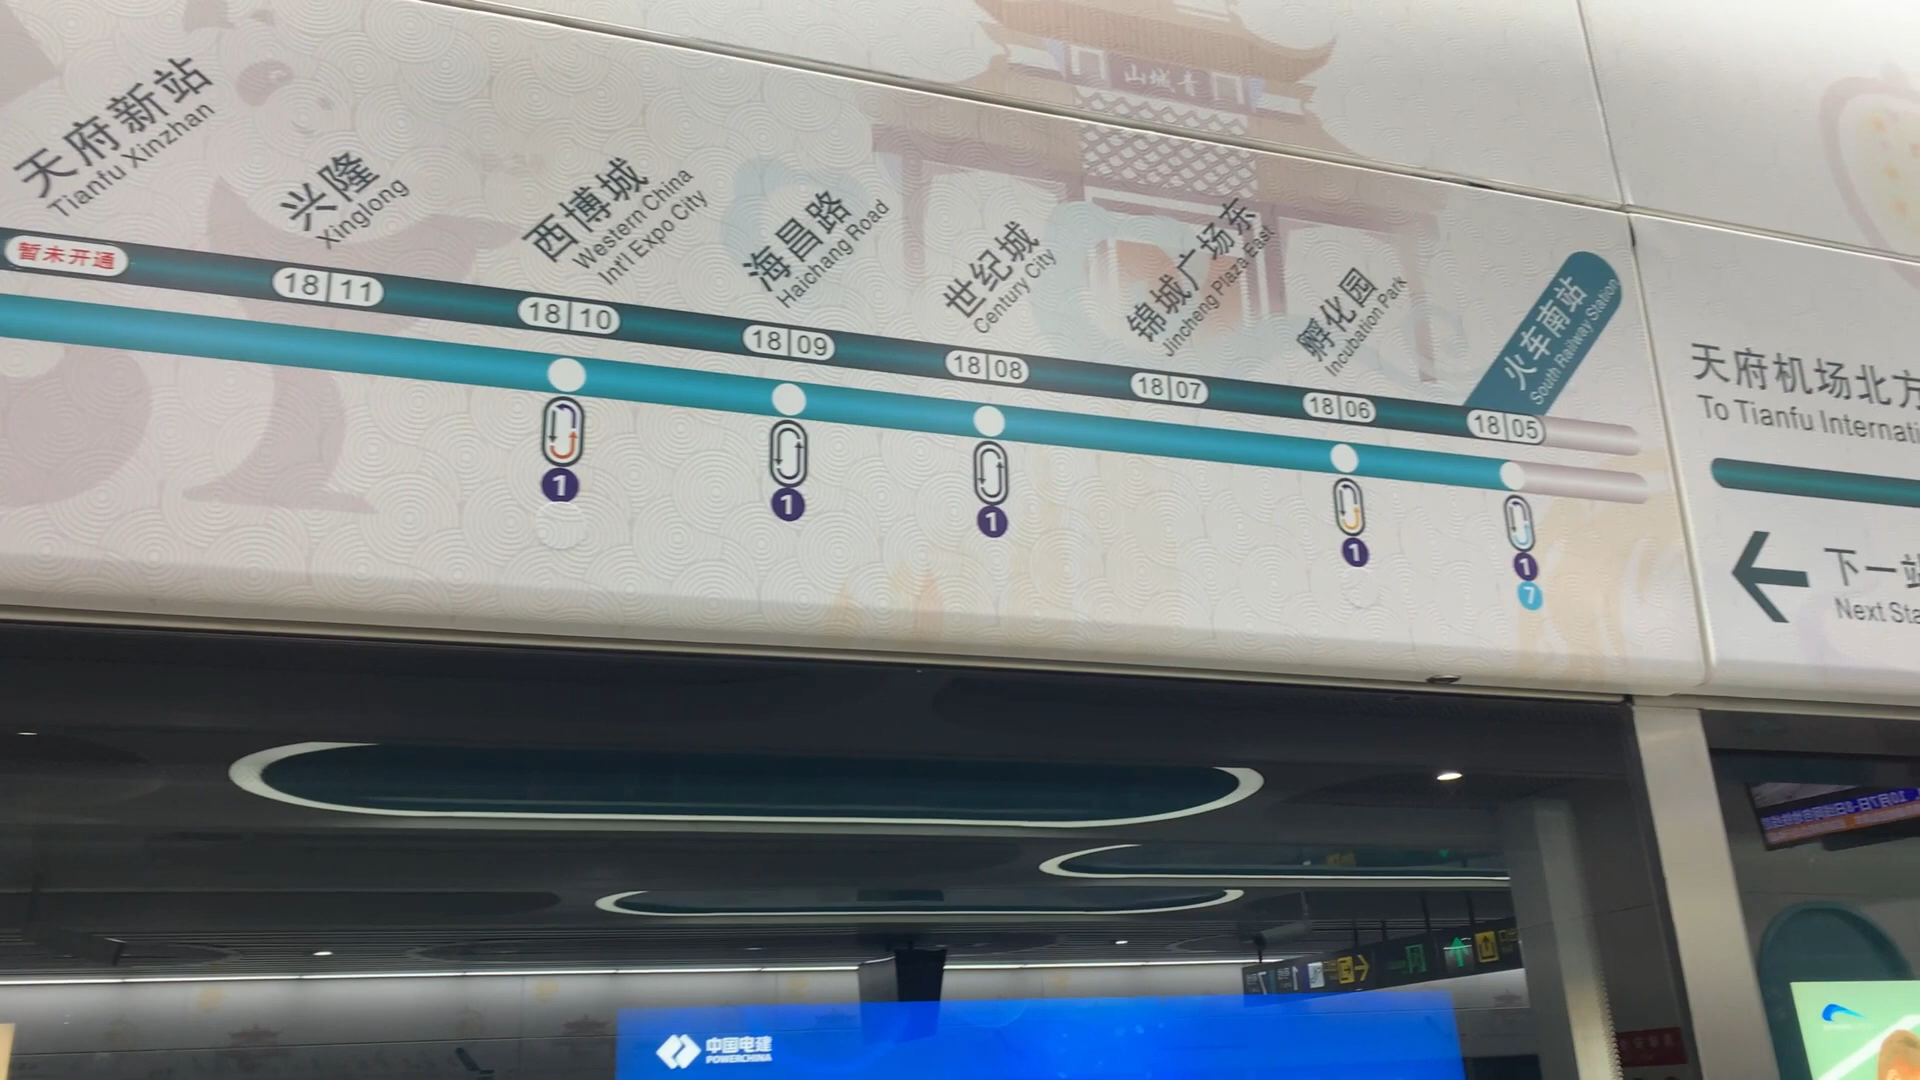 山城青
天府新站
Tianfu Xinzhan
兴隆
Xinglong
西博城
Western China
Int'l Expo City
海昌路
Haichang Road
世纪城
Century City
锦城广场东
Jincheng Plaza East
孵化园
Incubation Park
火车南站
South Railway Station
暂未开通
18|11
18|10
18|09
18|08
18|07
18|06
18|05
1
1
1
1
1
7
天府机场北方
To Tianfu Internati
下一站
Next Sta
中国电建
POWERCHINA